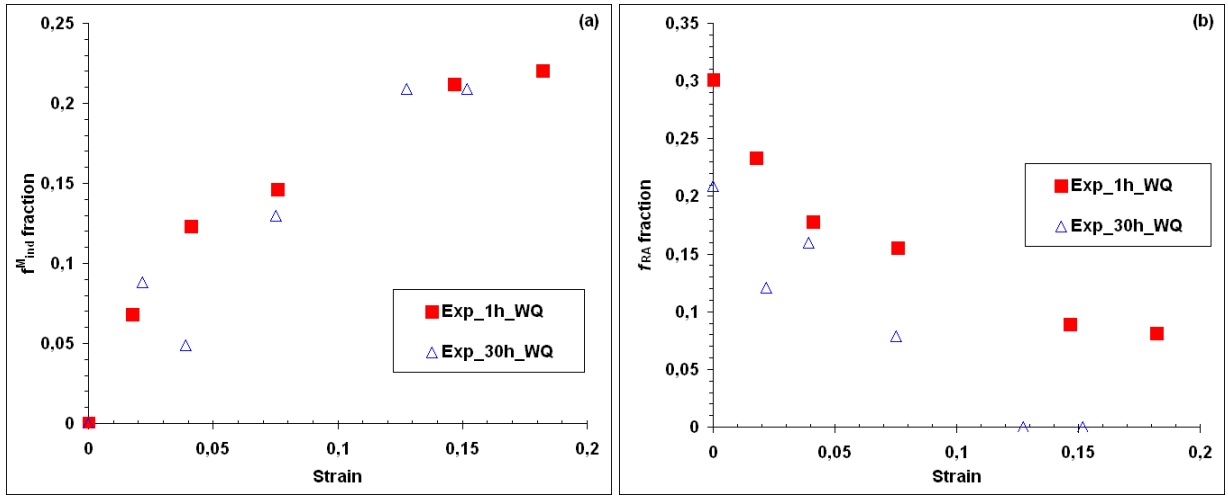 (a)
0,25
0,2
0,15
0,1
0,05
0
f^M_ind fraction
0 0,05 0,1 0,15 0,2
Strain
Exp_1h_WQ
Exp_30h_WQ
(b)
0,35
0,3
0,25
0,2
0,15
0,1
0,05
0
f_RA fraction
0 0,05 0,1 0,15 0,2
Strain
Exp_1h_WQ
Exp_30h_WQ